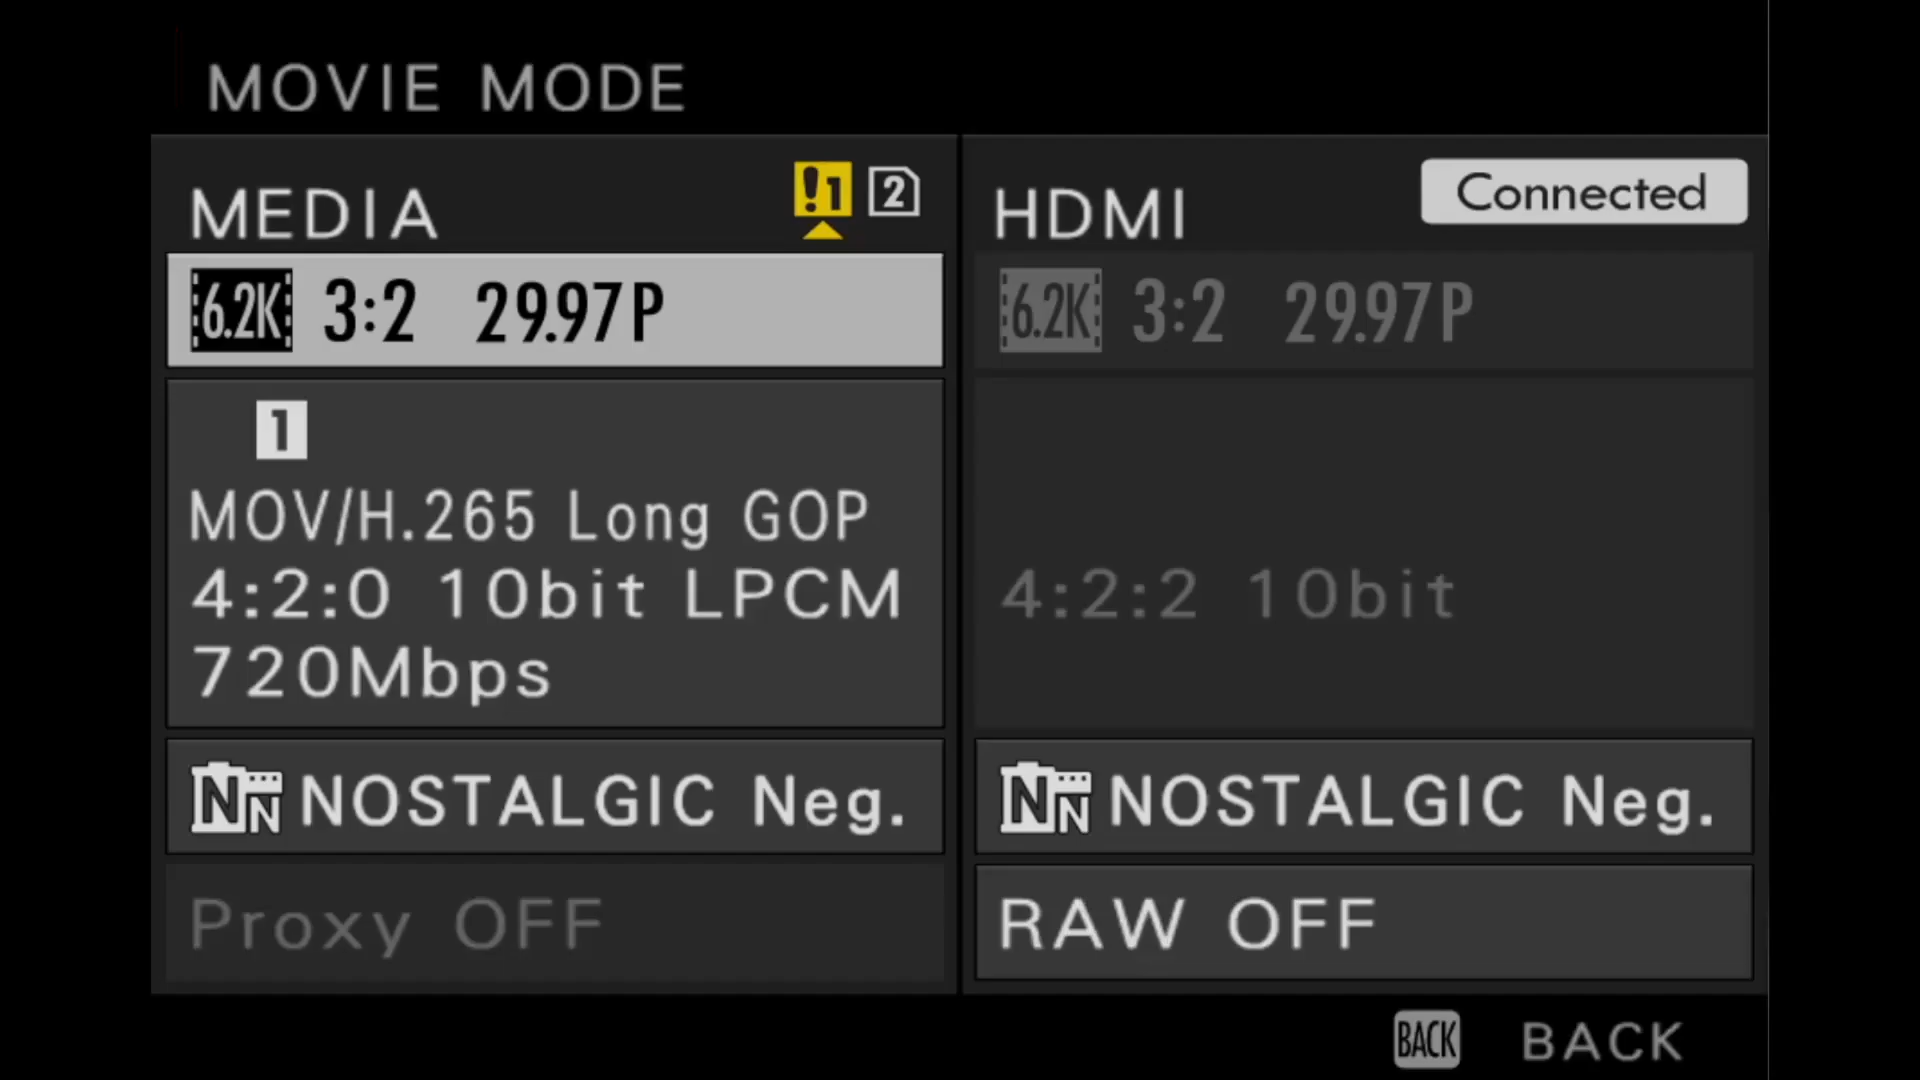 MOVIE MODE
MEDIA !1 2
6.2K 3:2 29.97P
1
MOV/H.265 Long GOP
4:2:0 10bit LPCM
720Mbps
NN NOSTALGIC Neg.
Proxy OFF
HDMI Connected
6.2K 3:2 29.97P
4:2:2 10bit
NN NOSTALGIC Neg.
RAW OFF
BACK BACK